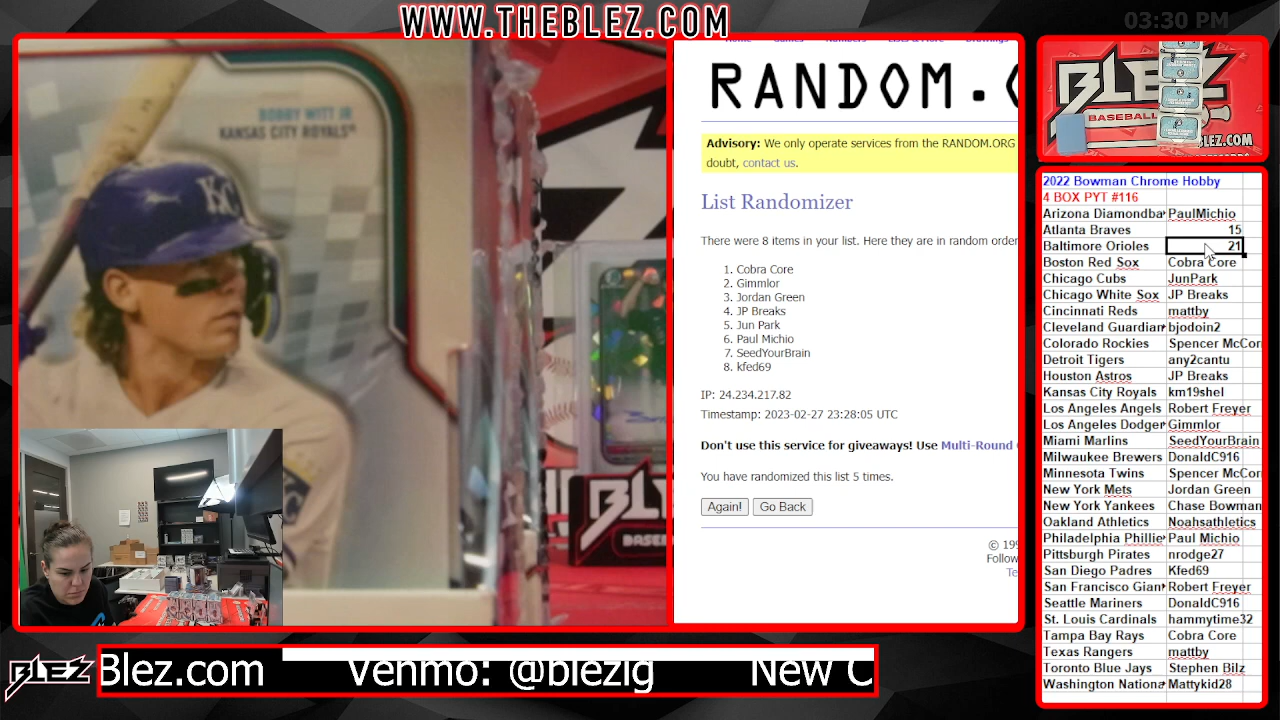 WWW.THEBLEZ.COM
03:30 PM
BOBBY WITT JR
KANSAS CITY ROYALS
RANDOM.
Advisory: We only operate services from the RANDOM.ORG
doubt, contact us.
List Randomizer
There were 8 items in your list. Here they are in random order
1. Cobra Core
2. Gimmlor
3. Jordan Green
4. JP Breaks
5. Jun Park
6. Paul Michio
7. SeedYourBrain
8. kfed69
IP: 24.234.217.82
Timestamp: 2023-02-27 23:28:05 UTC
Don't use this service for giveaways! Use Multi-Round
You have randomized this list 5 times.
Again! Go Back
© 199
Follow
Te
BLEZ
BASEB
BLEZ
BASEBALL
BLEZ.COM
2022 Bowman Chrome Hobby
4 BOX PYT #116
Arizona Diamondba PaulMichio
Atlanta Braves 15
Baltimore Orioles 21
Boston Red Sox Cobra Core
Chicago Cubs JunPark
Chicago White Sox JP Breaks
Cincinnati Reds mattby
Cleveland Guardian bjodoin2
Colorado Rockies Spencer McCor
Detroit Tigers any2cantu
Houston Astros JP Breaks
Kansas City Royals km19shel
Los Angeles Angels Robert Freyer
Los Angeles Dodger Gimmlor
Miami Marlins SeedYourBrain
Milwaukee Brewers DonaldC916
Minnesota Twins Spencer McCor
New York Mets Jordan Green
New York Yankees Chase Bowman
Oakland Athletics Noahsathletics
Philadelphia Phillie Paul Michio
Pittsburgh Pirates nrodge27
San Diego Padres Kfed69
San Francisco Gian Robert Freyer
Seattle Mariners DonaldC916
St. Louis Cardinals hammytime32
Tampa Bay Rays Cobra Core
Texas Rangers mattby
Toronto Blue Jays Stephen Bilz
Washington Nationa Mattykid28
BLEZ
Blez.com Venmo: @blezig New C